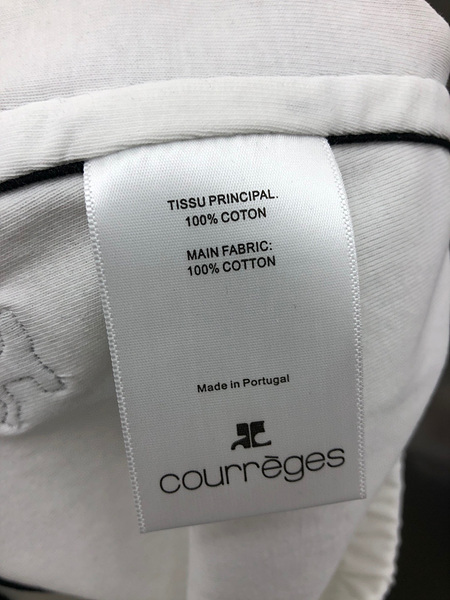 TISSU PRINCIPAL.
100% COTON
MAIN FABRIC:
100% COTTON
Made in Portugal
courrèges